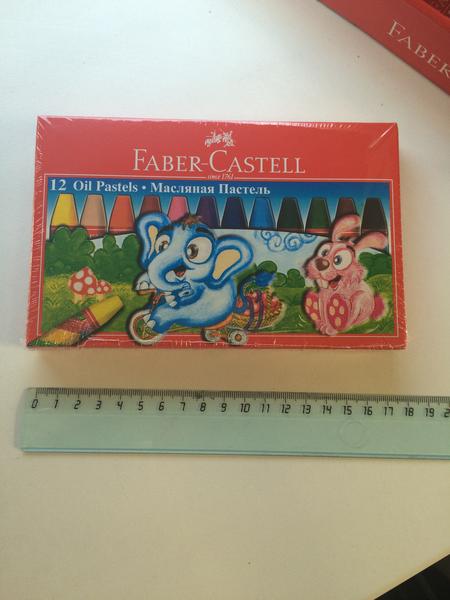 FABER
FABER-CASTELL
since 1761
12 Oil Pastels • Масляная Пастель
0 1 2 3 4 5 6 7 8 9 10 11 12 13 14 15 16 17 18 19